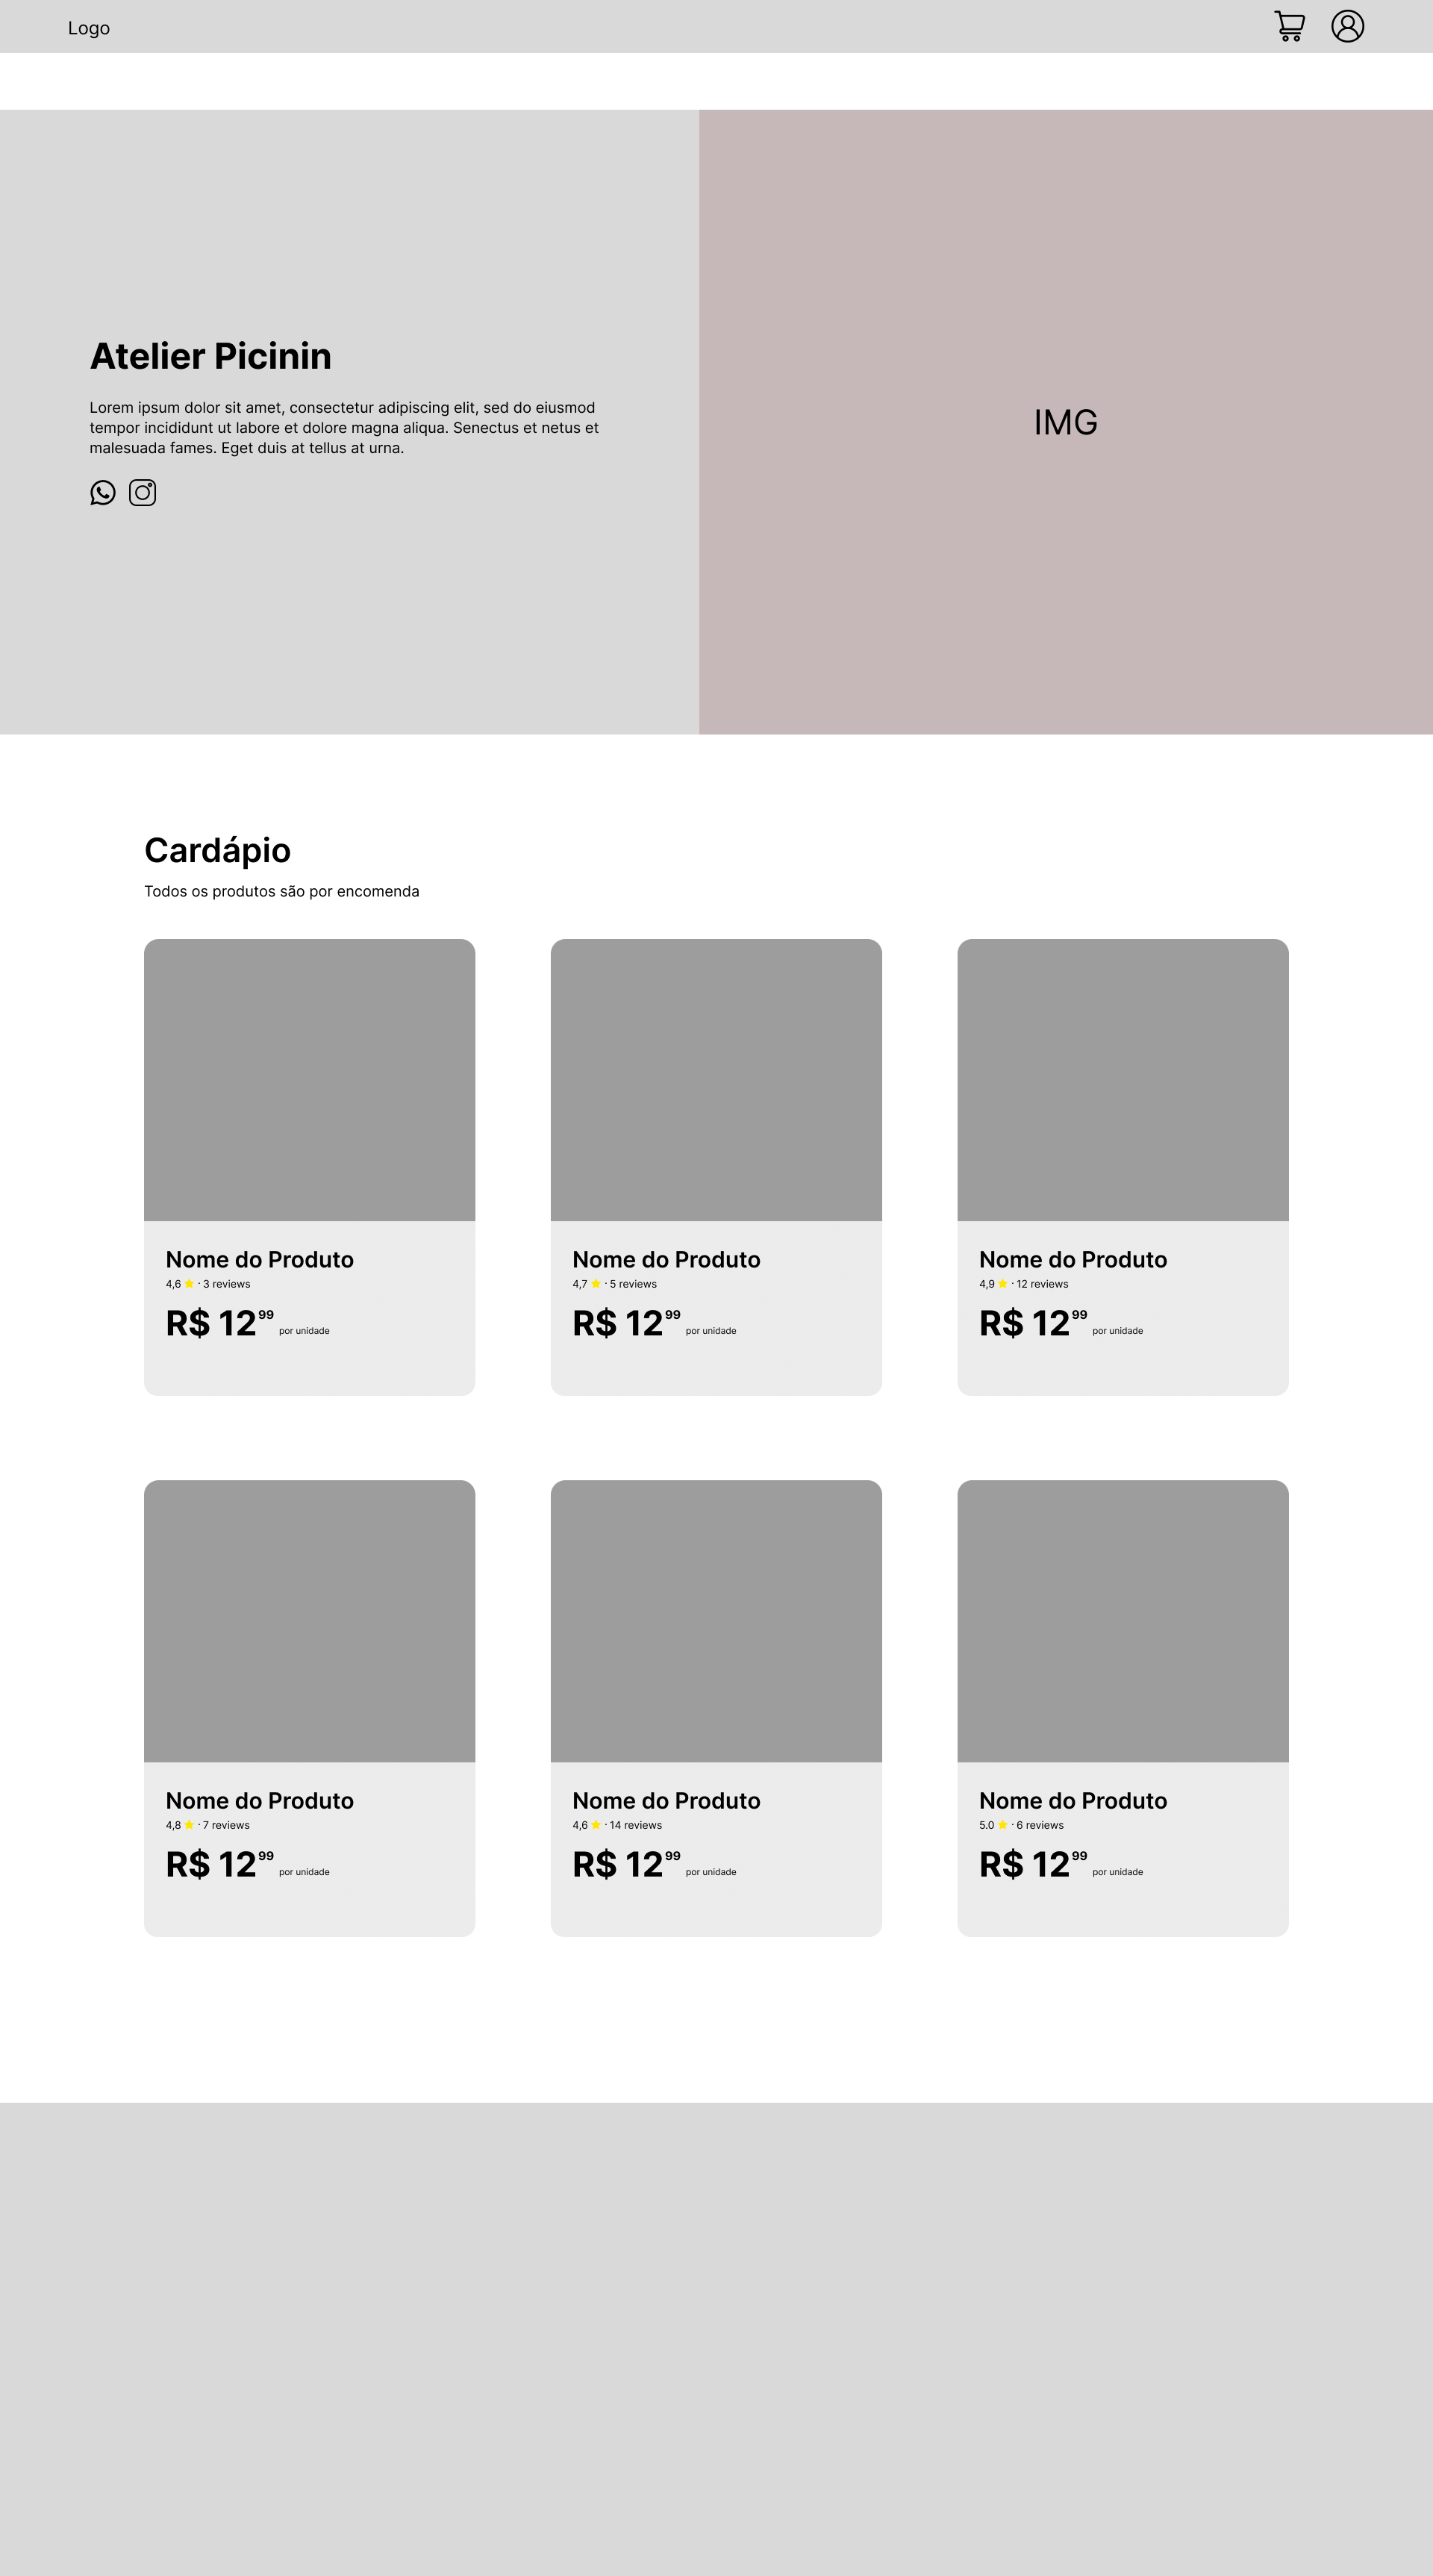 Logo
Atelier Picinin
Lorem ipsum dolor sit amet, consectetur adipiscing elit, sed do eiusmod
tempor incididunt ut labore et dolore magna aliqua. Senectus et netus et
malesuada fames. Eget duis at tellus at urna.
IMG
Cardápio
Todos os produtos são por encomenda
Nome do Produto
4,6 ⭐ · 3 reviews
R$ 12 99 por unidade
Nome do Produto
4,7 ⭐ · 5 reviews
R$ 12 99 por unidade
Nome do Produto
4,9 ⭐ · 12 reviews
R$ 12 99 por unidade
Nome do Produto
4,8 ⭐ · 7 reviews
R$ 12 99 por unidade
Nome do Produto
4,6 ⭐ · 14 reviews
R$ 12 99 por unidade
Nome do Produto
5.0 ⭐ · 6 reviews
R$ 12 99 por unidade